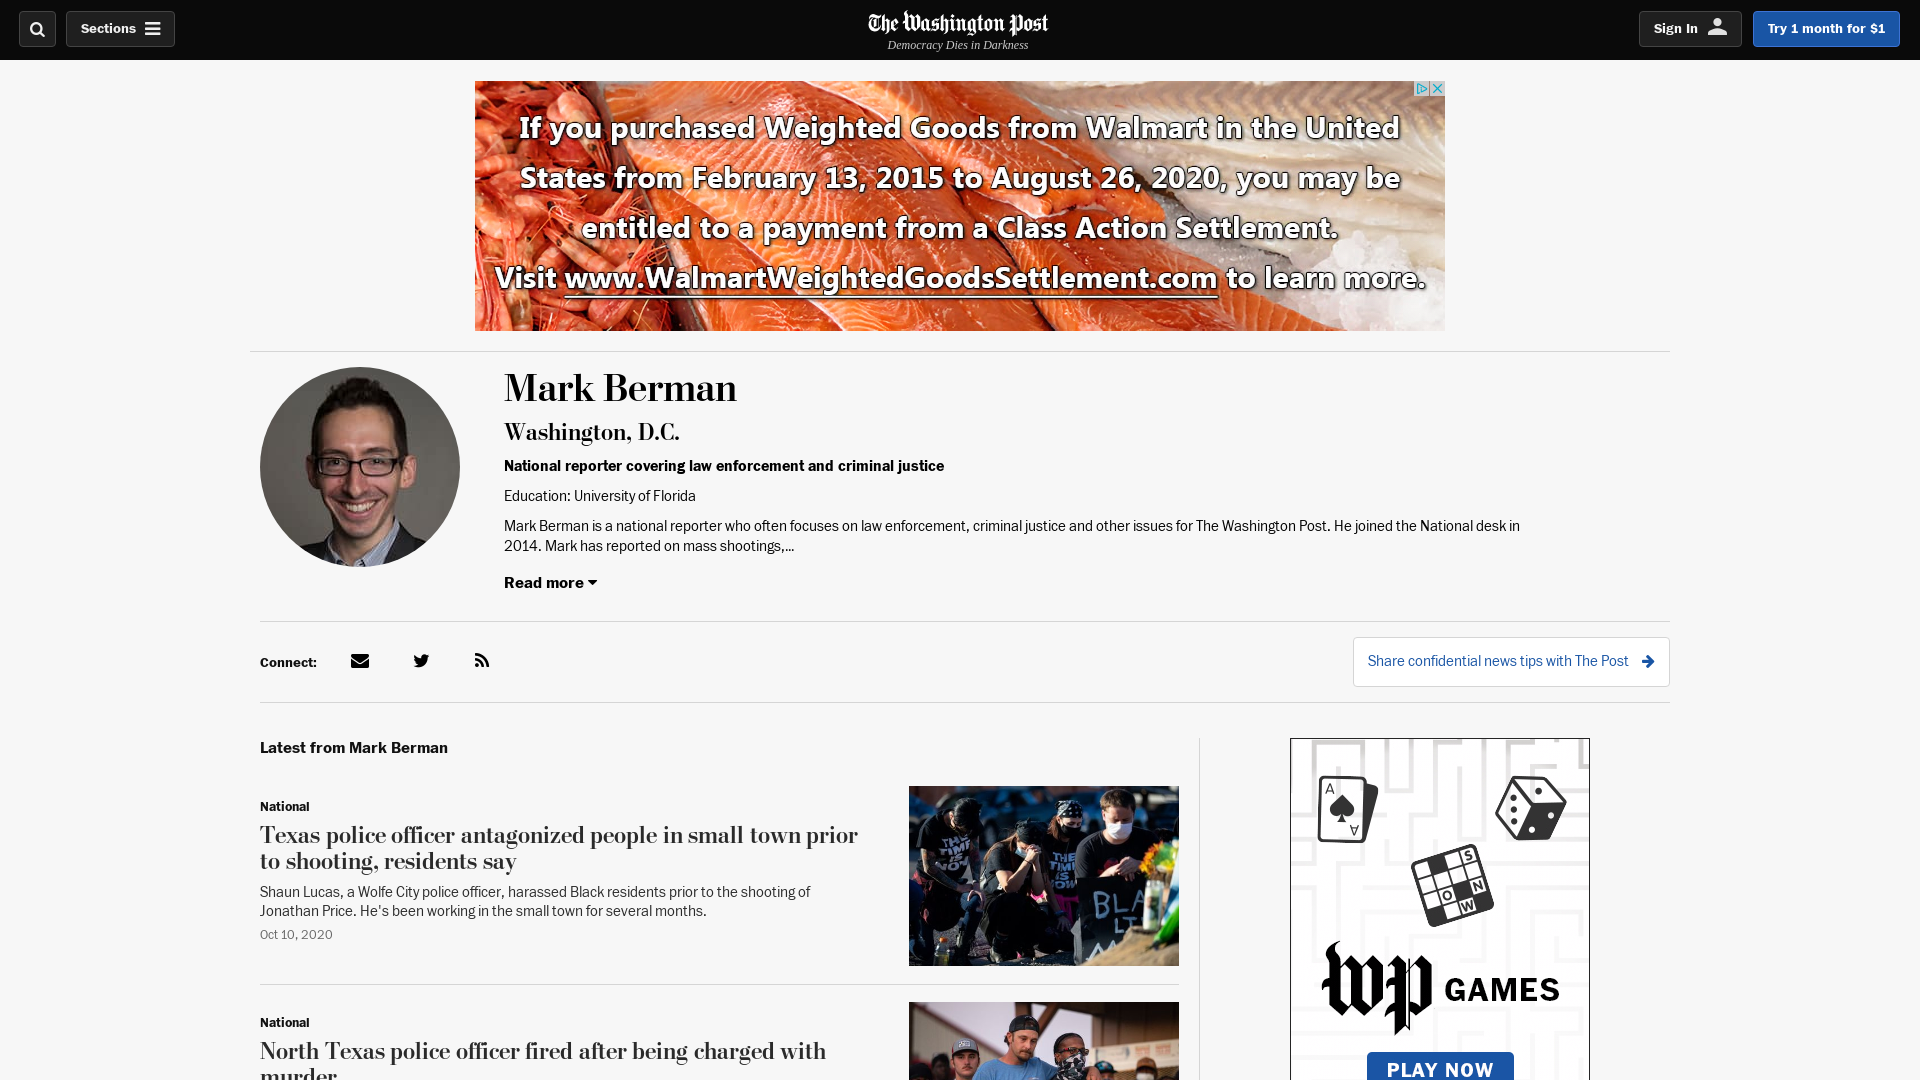 Sections
The Washington Post
Democracy Dies in Darkness
Sign In
Try 1 month for $1
If you purchased Weighted Goods from Walmart in the United
States from February 13, 2015 to August 26, 2020, you may be
entitled to a payment from a Class Action Settlement.
Visit www.WalmartWeightedGoodsSettlement.com to learn more.
Mark Berman
Washington, D.C.
National reporter covering law enforcement and criminal justice
Education: University of Florida
Mark Berman is a national reporter who often focuses on law enforcement, criminal justice and other issues for The Washington Post. He joined the National desk in
2014. Mark has reported on mass shootings,...
Read more
Connect:
Share confidential news tips with The Post
Latest from Mark Berman
National
Texas police officer antagonized people in small town prior
to shooting, residents say
Shaun Lucas, a Wolfe City police officer, harassed Black residents prior to the shooting of
Jonathan Price. He's been working in the small town for several months.
Oct 10, 2020
THE TIME IS NOW
THE TIME IS NOW
BLA
National
North Texas police officer fired after being charged with
murder
A
A
S
O N
W
wp GAMES
PLAY NOW